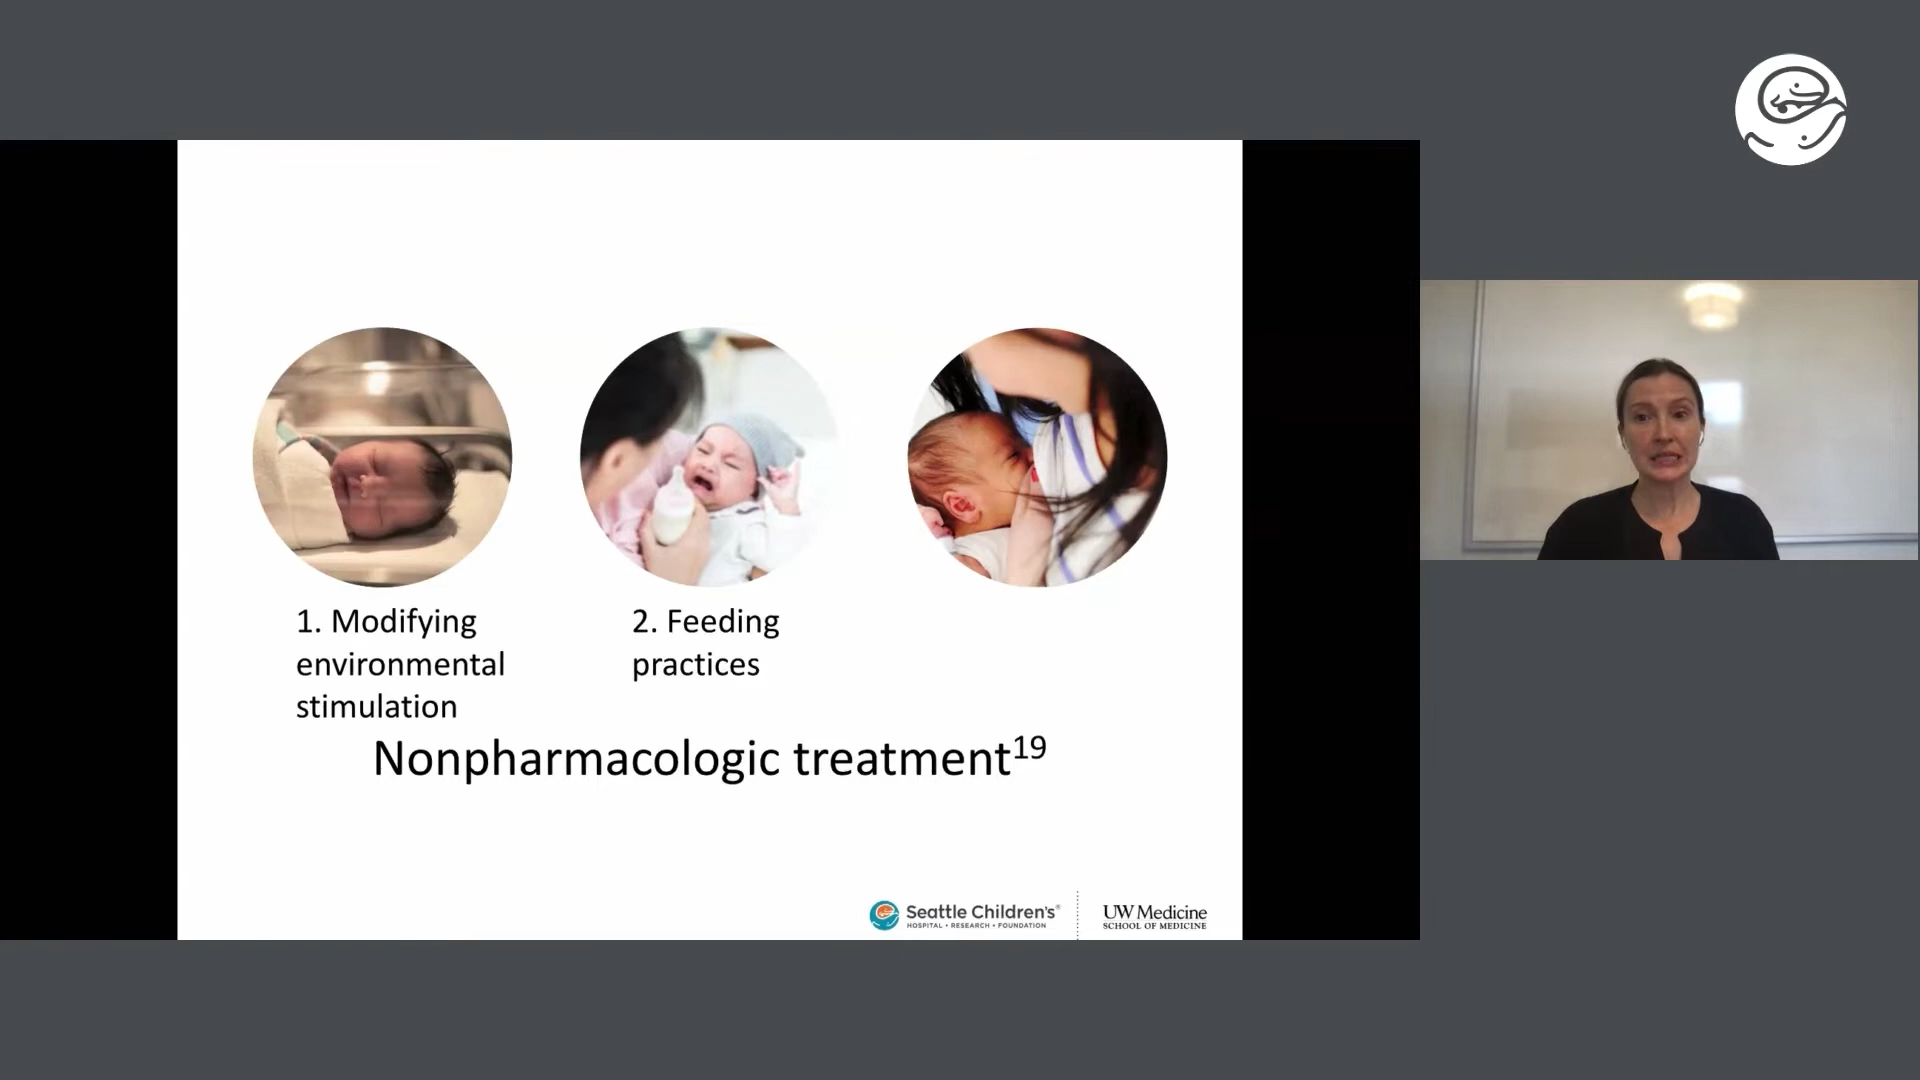 1. Modifying
environmental
stimulation
2. Feeding
practices
Nonpharmacologic treatment19
Seattle Children's®
HOSPITAL • RESEARCH • FOUNDATION
UW Medicine
SCHOOL OF MEDICINE